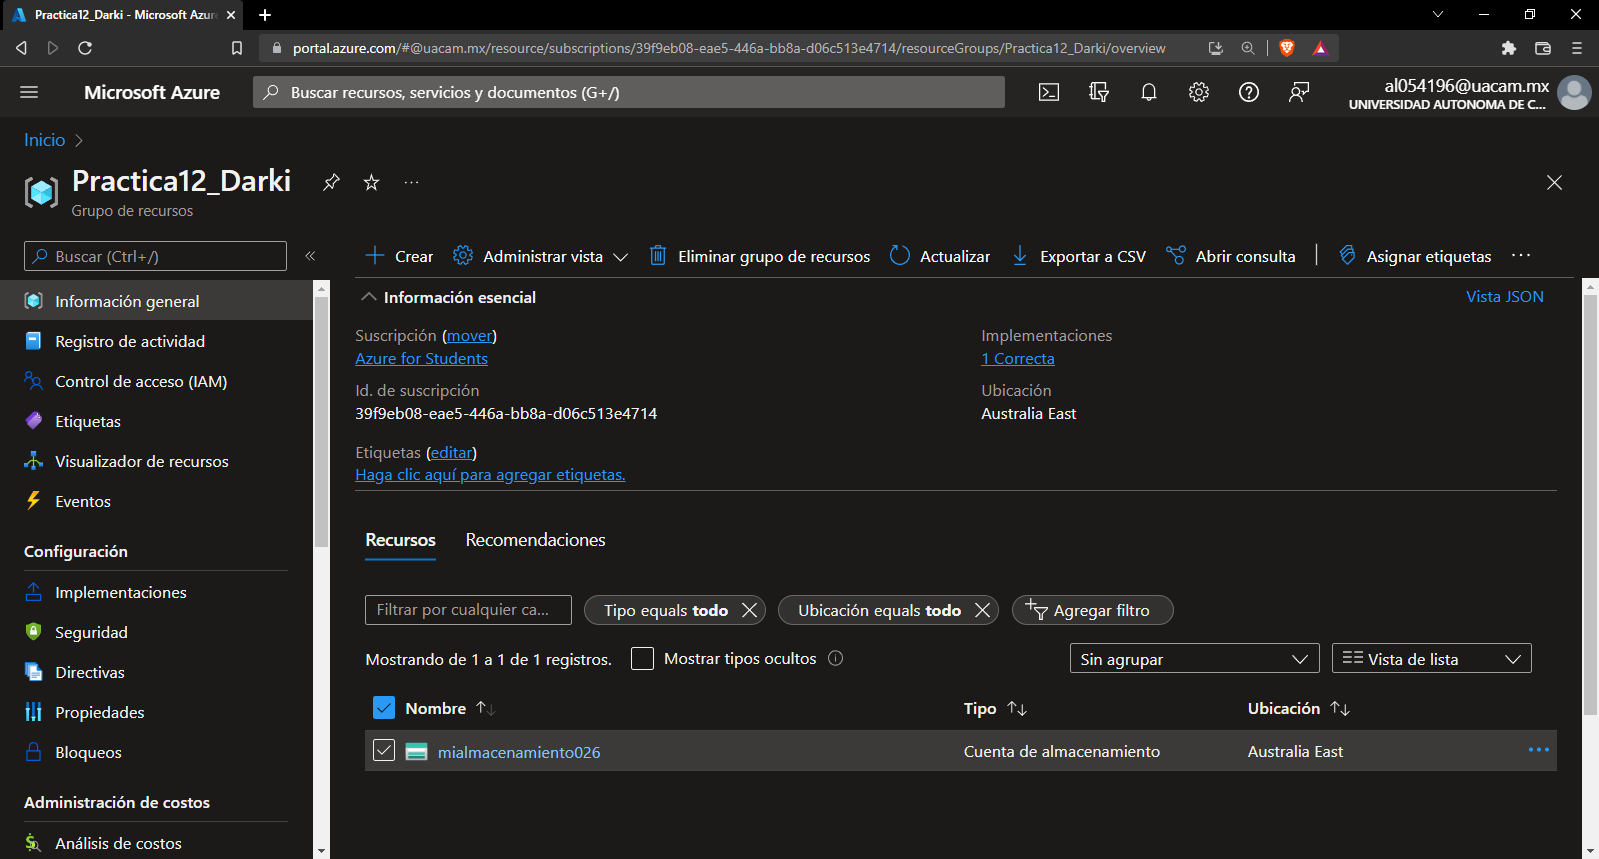 Practica12_Darki - Microsoft Azur
portal.azure.com/#@uacam.mx/resource/subscriptions/39f9eb08-eae5-446a-bb8a-d06c513e4714/resourceGroups/Practica12_Darki/overview
Microsoft Azure
Buscar recursos, servicios y documentos (G+/)
al054196@uacam.mx
UNIVERSIDAD AUTONOMA DE C...
Inicio
Practica12_Darki
Grupo de recursos
Buscar (Ctrl+/)
Información general
Registro de actividad
Control de acceso (IAM)
Etiquetas
Visualizador de recursos
Eventos
Configuración
Implementaciones
Seguridad
Directivas
Propiedades
Bloqueos
Administración de costos
Análisis de costos
Crear
Administrar vista
Eliminar grupo de recursos
Actualizar
Exportar a CSV
Abrir consulta
Asignar etiquetas
Información esencial
Vista JSON
Suscripción (mover)
Azure for Students
Id. de suscripción
39f9eb08-eae5-446a-bb8a-d06c513e4714
Implementaciones
1 Correcta
Ubicación
Australia East
Etiquetas (editar)
Haga clic aquí para agregar etiquetas.
Recursos
Recomendaciones
Filtrar por cualquier ca...
Tipo equals todo
Ubicación equals todo
Agregar filtro
Mostrando de 1 a 1 de 1 registros.
Mostrar tipos ocultos
Sin agrupar
Vista de lista
Nombre
Tipo
Ubicación
mialmacenamiento026
Cuenta de almacenamiento
Australia East